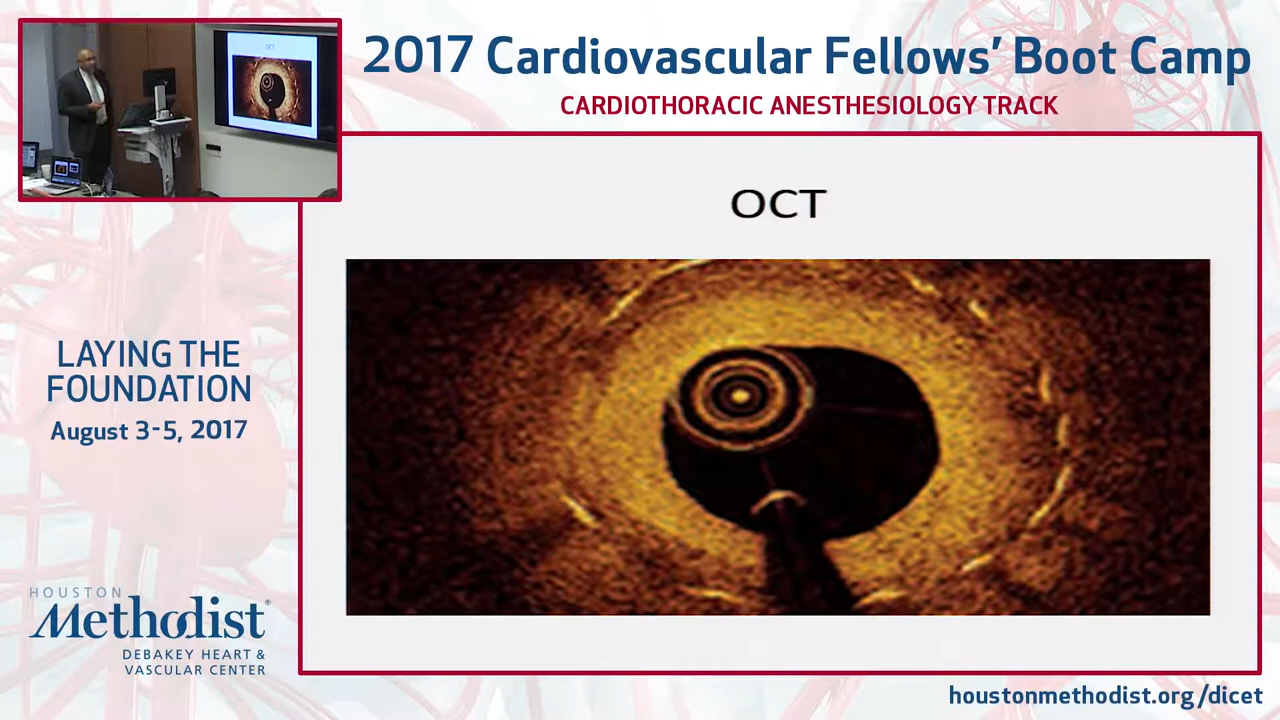 2017 Cardiovascular Fellows’ Boot Camp
CARDIOTHORACIC ANESTHESIOLOGY TRACK
OCT
OCT
LAYING THE
FOUNDATION
August 3-5, 2017
HOUSTON
Methodist®
DEBAKEY HEART &
VASCULAR CENTER
houstonmethodist.org/dicet